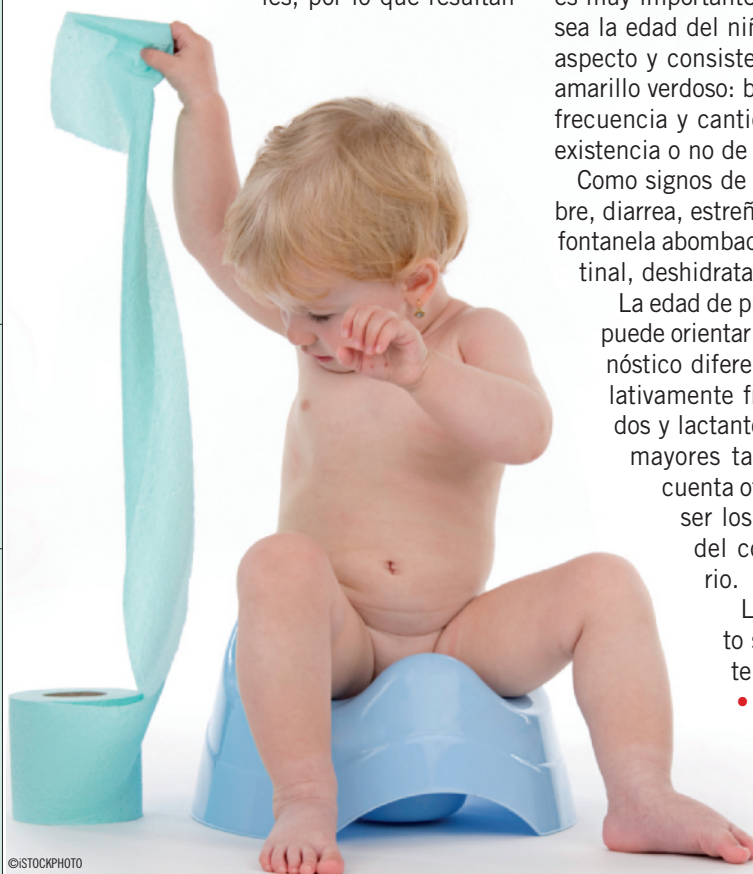 les, por lo que resultan
es muy importante
sea la edad del niñ
aspecto y consiste
amarillo verdoso: b
frecuencia y canti
existencia o no de
Como signos de
bre, diarrea, estreñ
fontanela abombad
tinal, deshidrata
La edad de p
puede orientar
nóstico difere
lativamente f
dos y lactant
mayores ta
cuenta o
ser los
del co
rio.
L
to s
te
•
©iSTOCKPHOTO